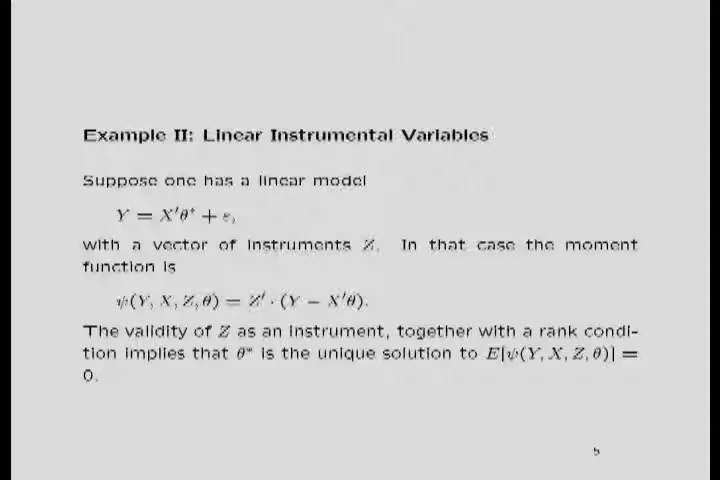 Example II: Linear Instrumental Variables
Suppose one has a linear model
Y = X′θ* + ε,
with a vector of instruments Z. In that case the moment
function is
ψ(Y, X, Z, θ) = Z′ · (Y − X′θ).
The validity of Z as an instrument, together with a rank condi-
tion implies that θ* is the unique solution to E[ψ(Y, X, Z, θ)] =
0.
5